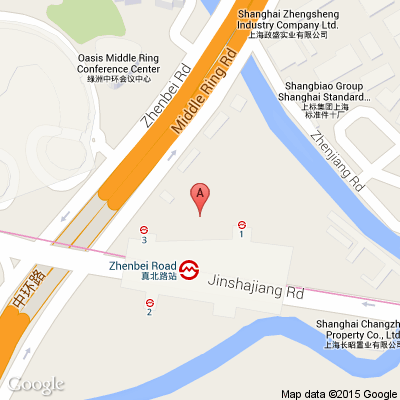 Shanghai Zhengsheng
Industry Company Ltd.
上海政盛实业有限公司
Oasis Middle Ring
Conference Center
绿洲中环会议中心
Zhenbei Rd
Middle Ring Rd
Shangbiao Group
Shanghai Standard...
上标集团上海
标准件十厂
Zhenjiang Rd
A
3
1
中环路
Zhenbei Road
真北路站
Jinshajiang Rd
2
Shanghai Changzh
Property Co., Ltd
上海长昭置业有限公
Google
Map data ©2015 Google